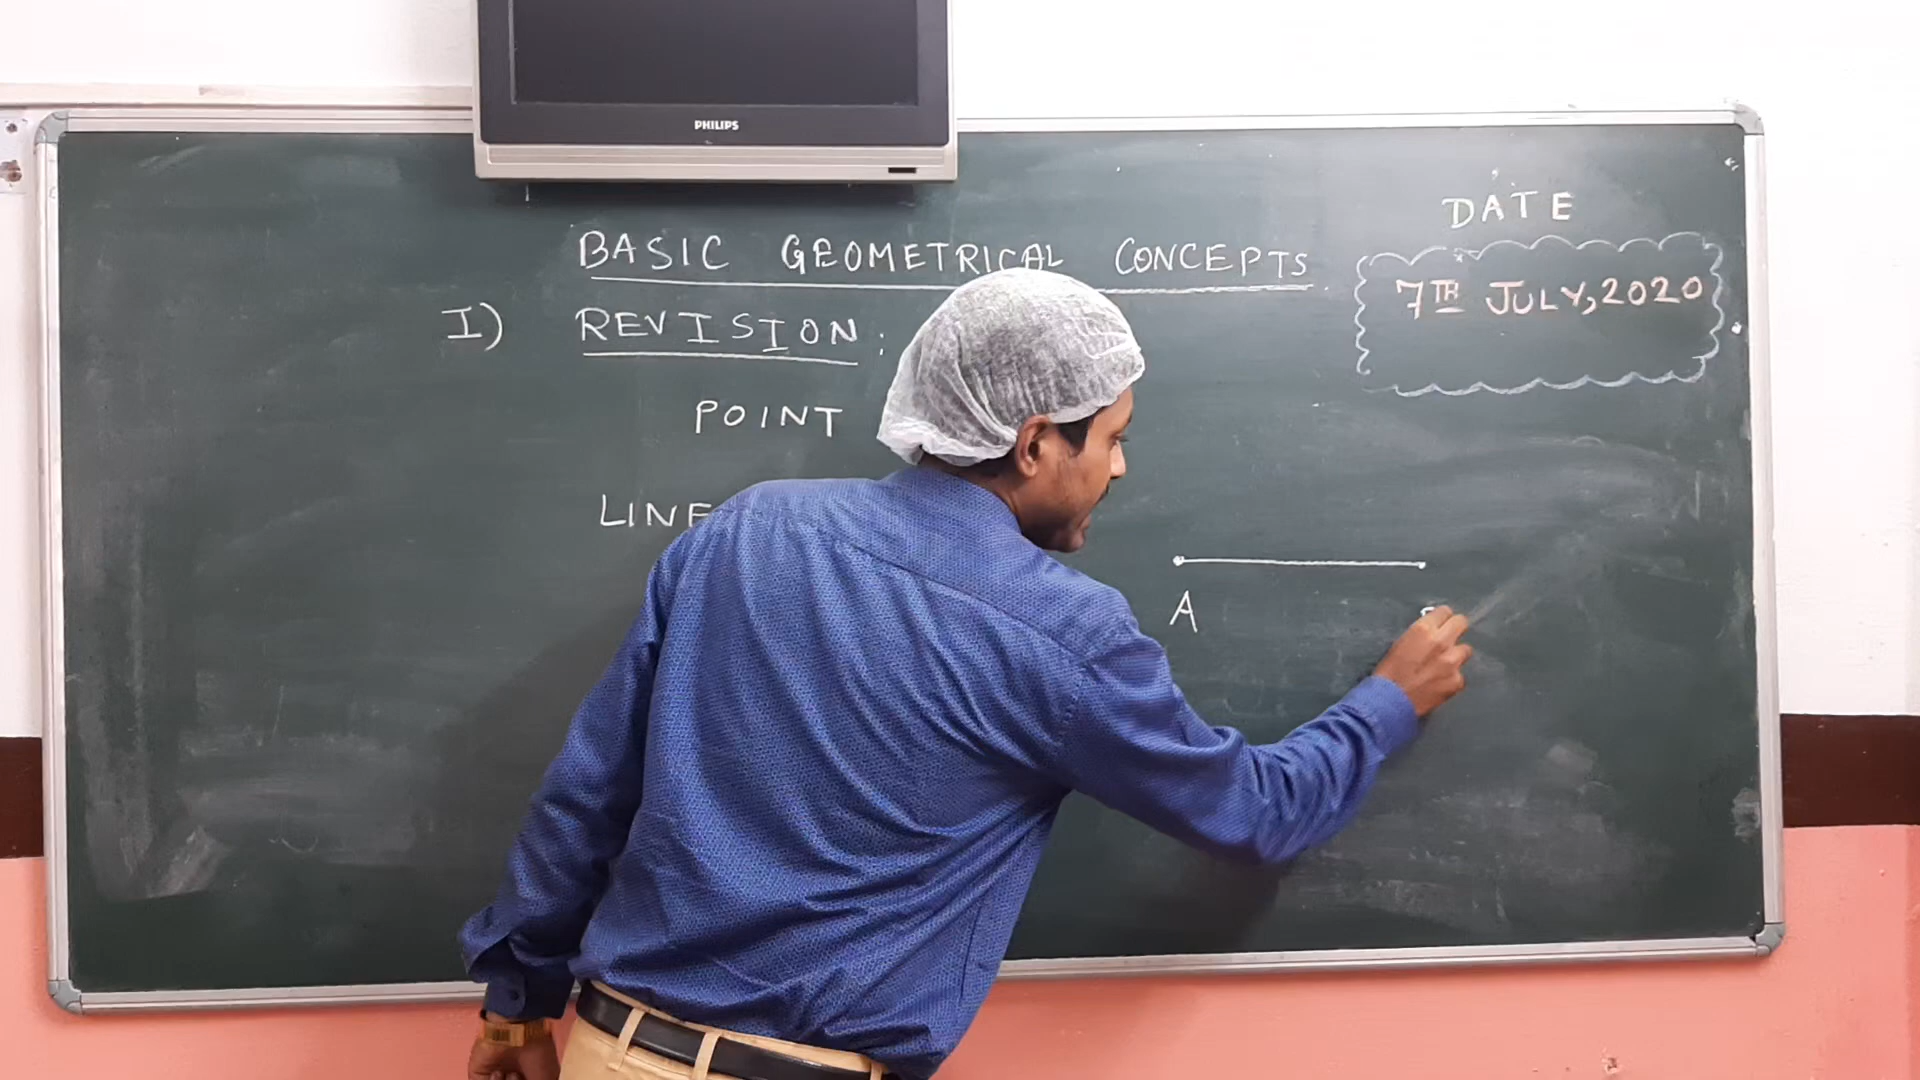 PHILIPS
DATE
7TH JULY, 2020
BASIC GEOMETRICAL CONCEPTS
I) REVISION:
POINT
LINE
A